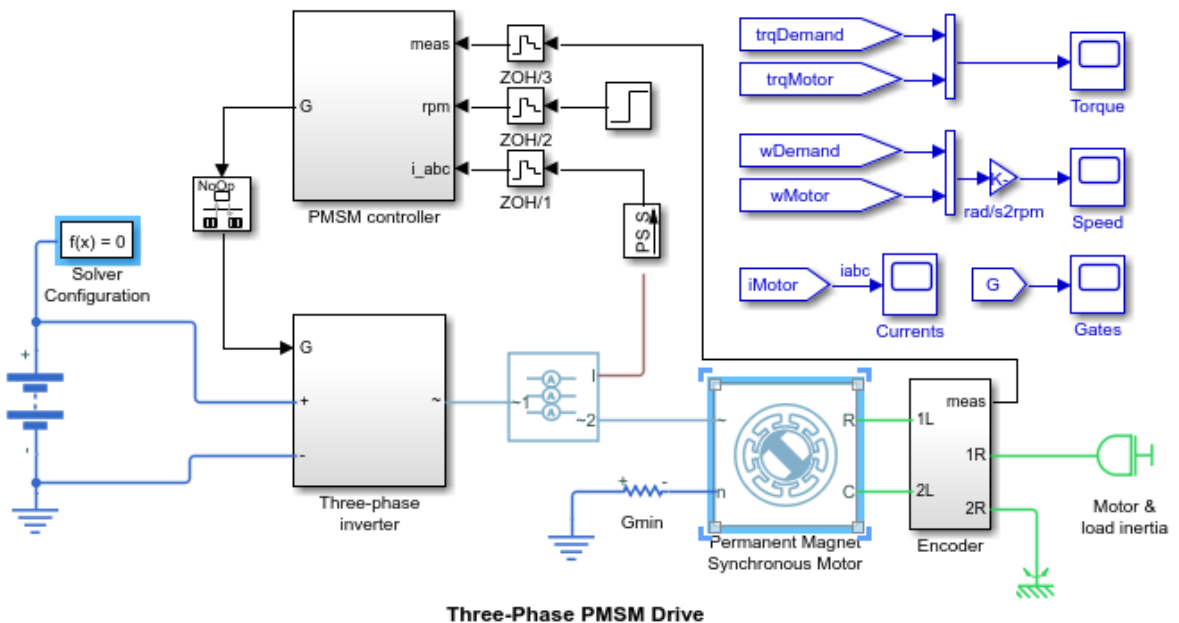 meas
ZOH/3
rpm
G
ZOH/2
i_abc
ZOH/1
PMSM controller
NoOp
PS S
f(x) = 0
Solver
Configuration
trqDemand
trqMotor
Torque
wDemand
wMotor
K-
rad/s2rpm
Speed
iMotor
iabc
Currents
G
Gates
+
-
G
+
~
-
Three-phase
inverter
~1
A
A
A
I
~2
+ -
Gmin
~
R
n
C
Permanent Magnet
Synchronous Motor
meas
1L
1R
2L
2R
Encoder
Motor &
load inertia
Three-Phase PMSM Drive